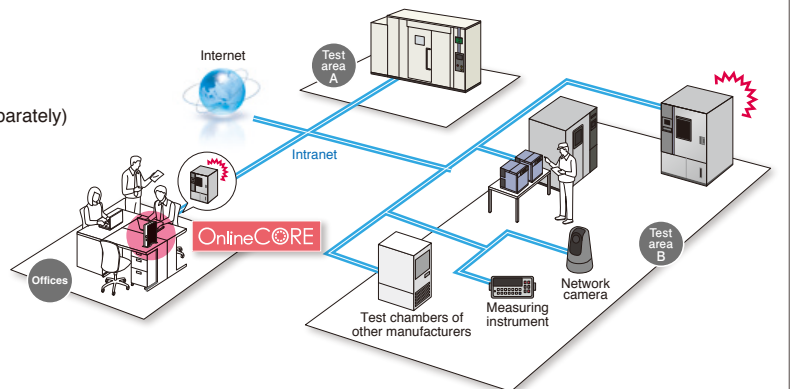 Internet
Test
area
A
parately)
Intranet
OnlineCORE
Offices
Test
area
B
Network
camera
Measuring
instrument
Test chambers of
other manufacturers